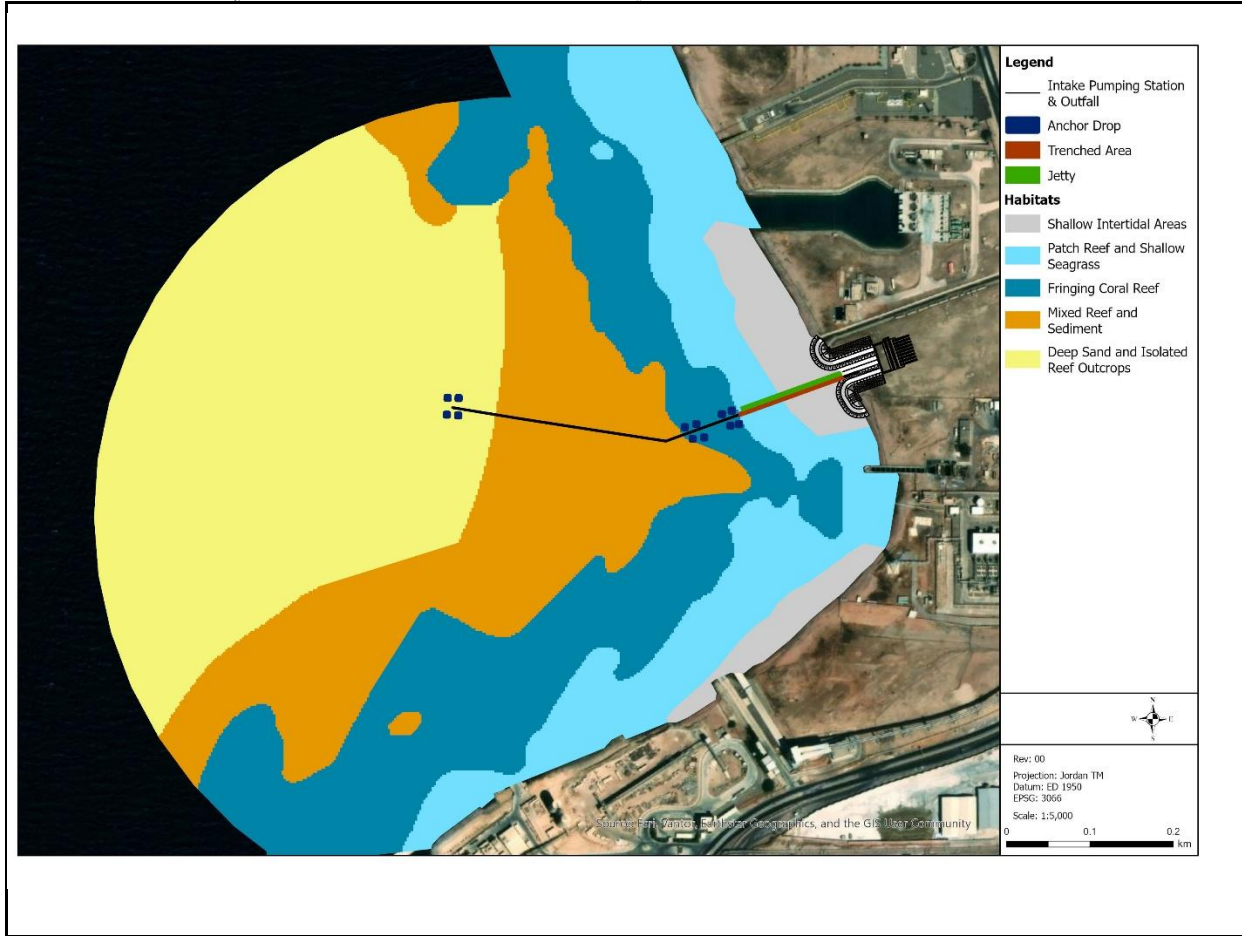 Legend
Intake Pumping Station
& Outfall
Anchor Drop
Trenched Area
Jetty
Habitats
Shallow Intertidal Areas
Patch Reef and Shallow
Seagrass
Fringing Coral Reef
Mixed Reef and
Sediment
Deep Sand and Isolated
Reef Outcrops
N
W E
S
Rev: 00
Projection: Jordan TM
Datum: ED 1950
EPSG: 3066
Scale: 1:5,000
0 0.1 0.2
km
Source: Esri, Vantor, Earthstar Geographics, and the GIS User Community